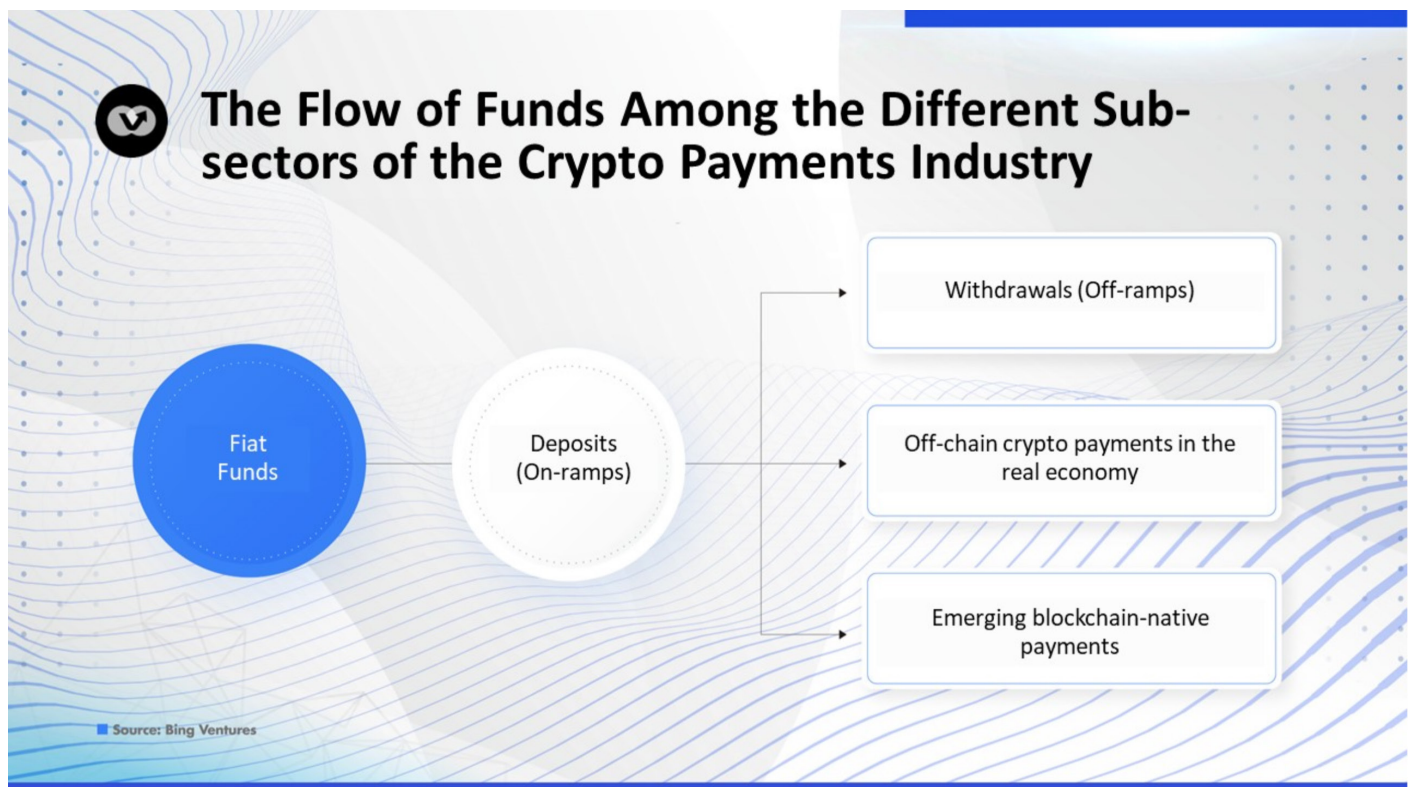 The Flow of Funds Among the Different Sub-
sectors of the Crypto Payments Industry
Fiat
Funds
Deposits
(On-ramps)
Withdrawals (Off-ramps)
Off-chain crypto payments in the
real economy
Emerging blockchain-native
payments
Source: Bing Ventures